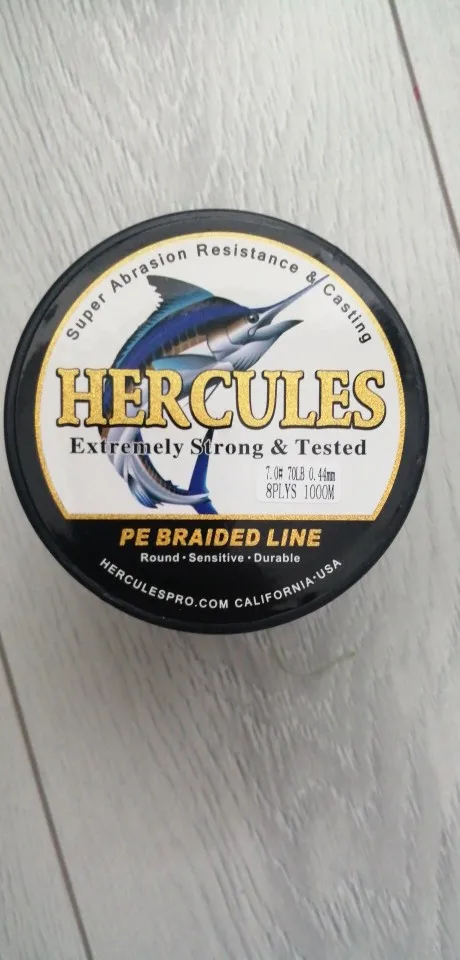 Super Abrasion Resistance & Casting
HERCULES
Extremely Strong & Tested
7.0# 70LB 0.44mm
8PLYS 1000M
PE BRAIDED LINE
Round·Sensitive·Durable
HERCULESPRO.COM CALIFORNIA·USA